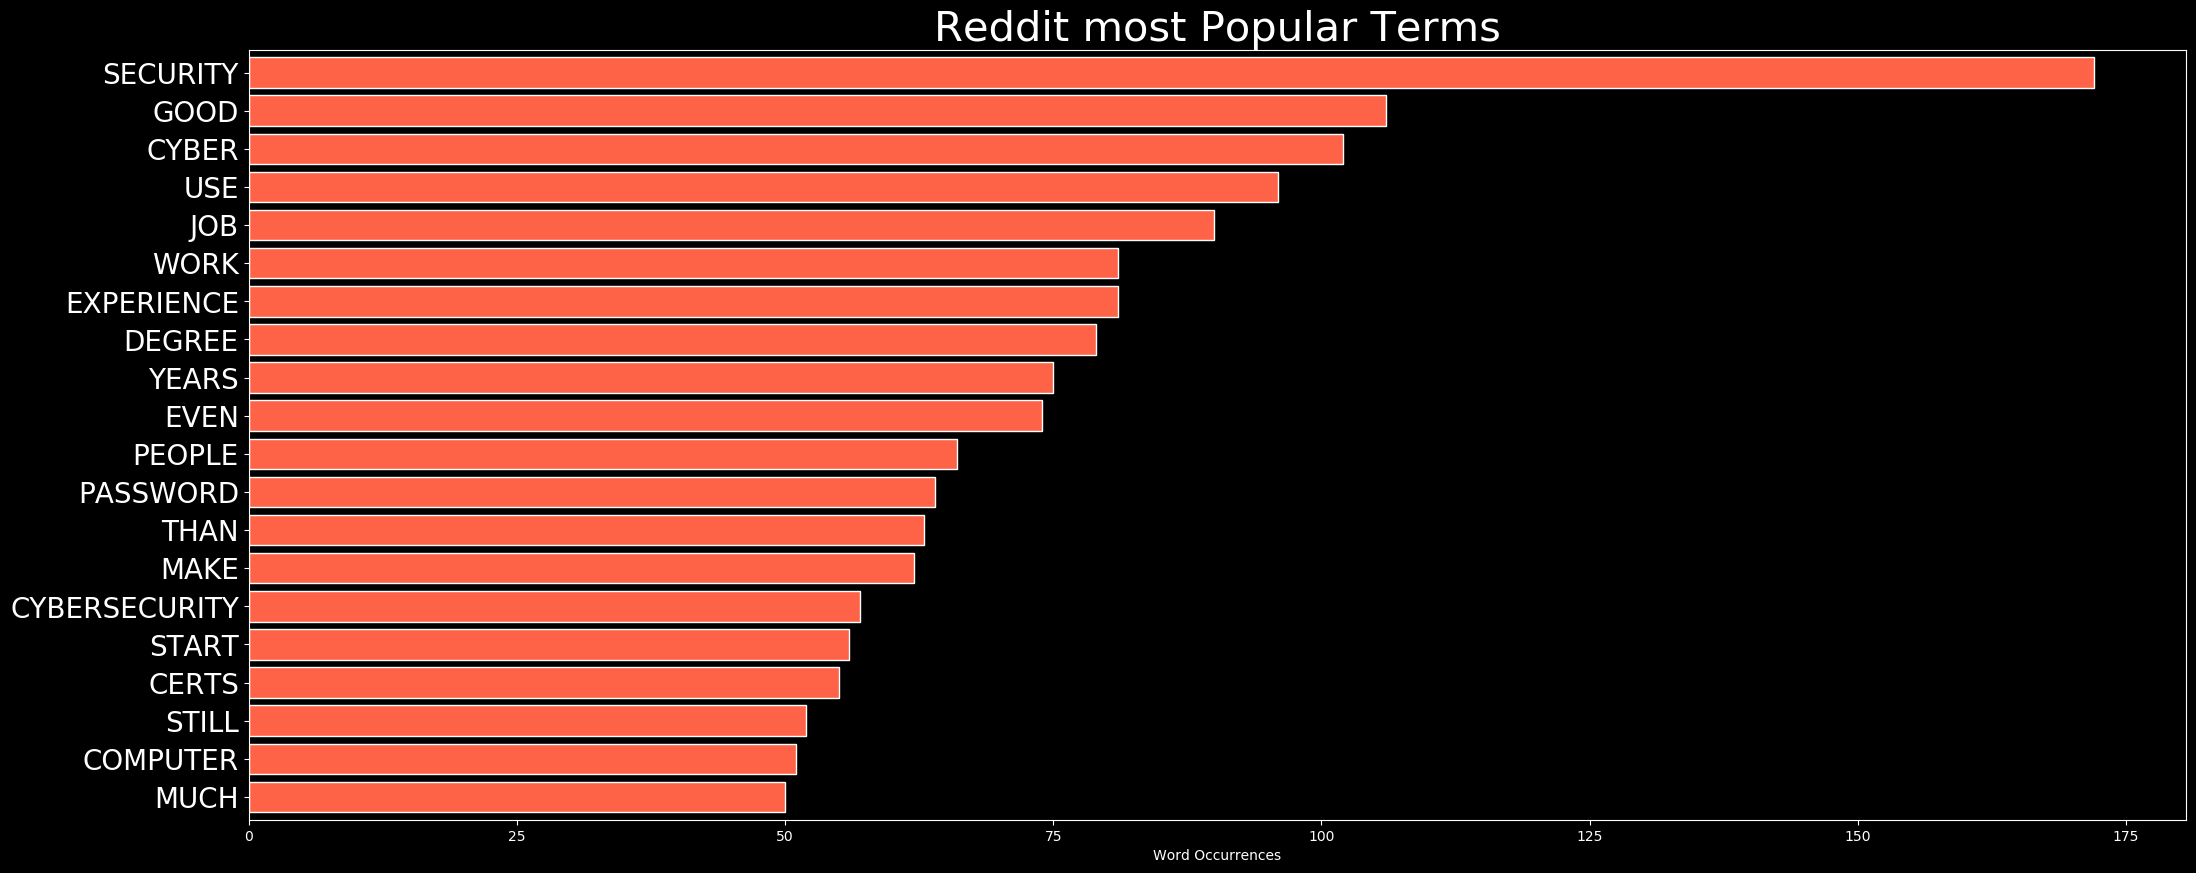 Reddit most Popular Terms
SECURITY
GOOD
CYBER
USE
JOB
WORK
EXPERIENCE
DEGREE
YEARS
EVEN
PEOPLE
PASSWORD
THAN
MAKE
CYBERSECURITY
START
CERTS
STILL
COMPUTER
MUCH
0 25 50 75 100 125 150 175
Word Occurrences